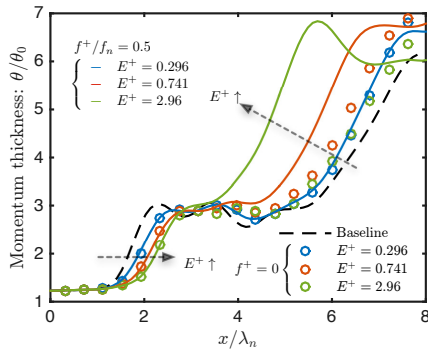 7
6
5
4
3
2
1
Momentum thickness: θ/θ₀
f⁺/fₙ = 0.5
E⁺ = 0.296
E⁺ = 0.741
E⁺ = 2.96
E⁺ ↑
E⁺ ↑
Baseline
f⁺ = 0
E⁺ = 0.296
E⁺ = 0.741
E⁺ = 2.96
0 2 4 6 8
x/λₙ